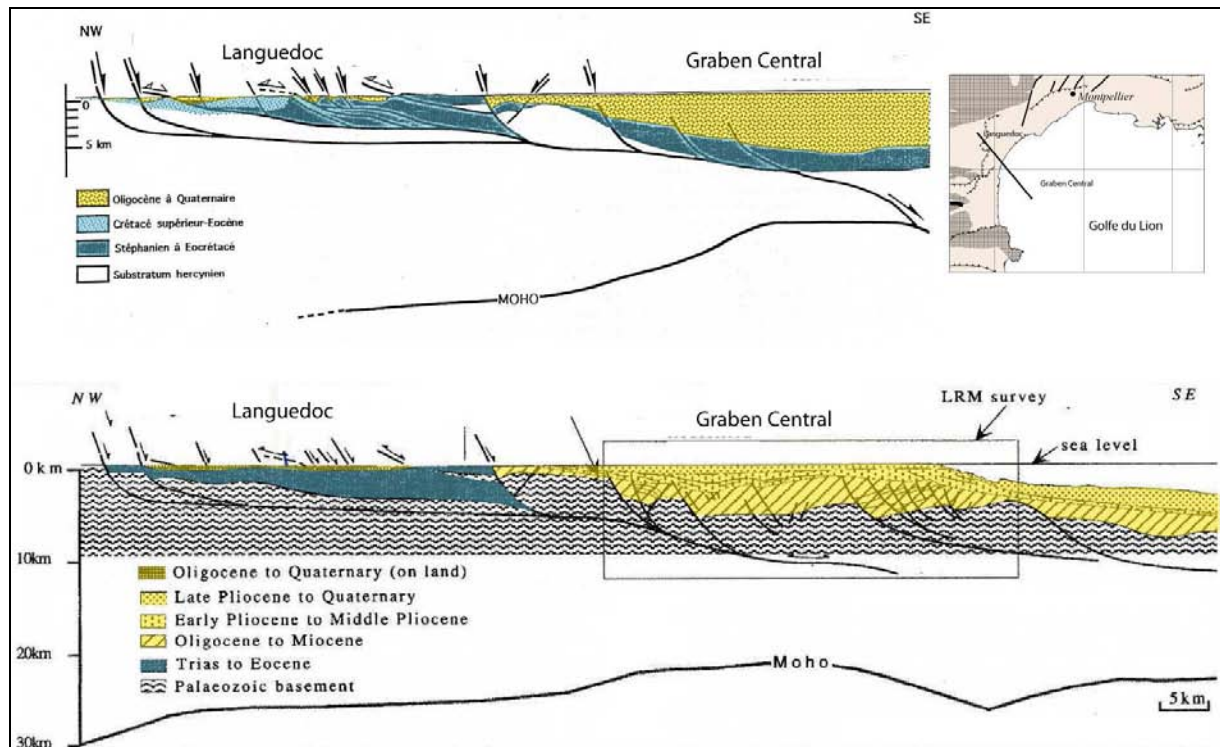 NW
SE
Languedoc
Graben Central
0
5 km
Oligocène à Quaternaire
Crétacé supérieur-Eocène
Stéphanien à Eocrétacé
Substratum hercynien
MOHO
Montpellier
Languedoc
Graben Central
Golfe du Lion
NW
Languedoc
Graben Central
LRM survey
SE
sea level
0 km
10km
20km
30km
Oligocene to Quaternary (on land)
Late Pliocene to Quaternary
Early Pliocene to Middle Pliocene
Oligocene to Miocene
Trias to Eocene
Palaeozoic basement
Moho
5km